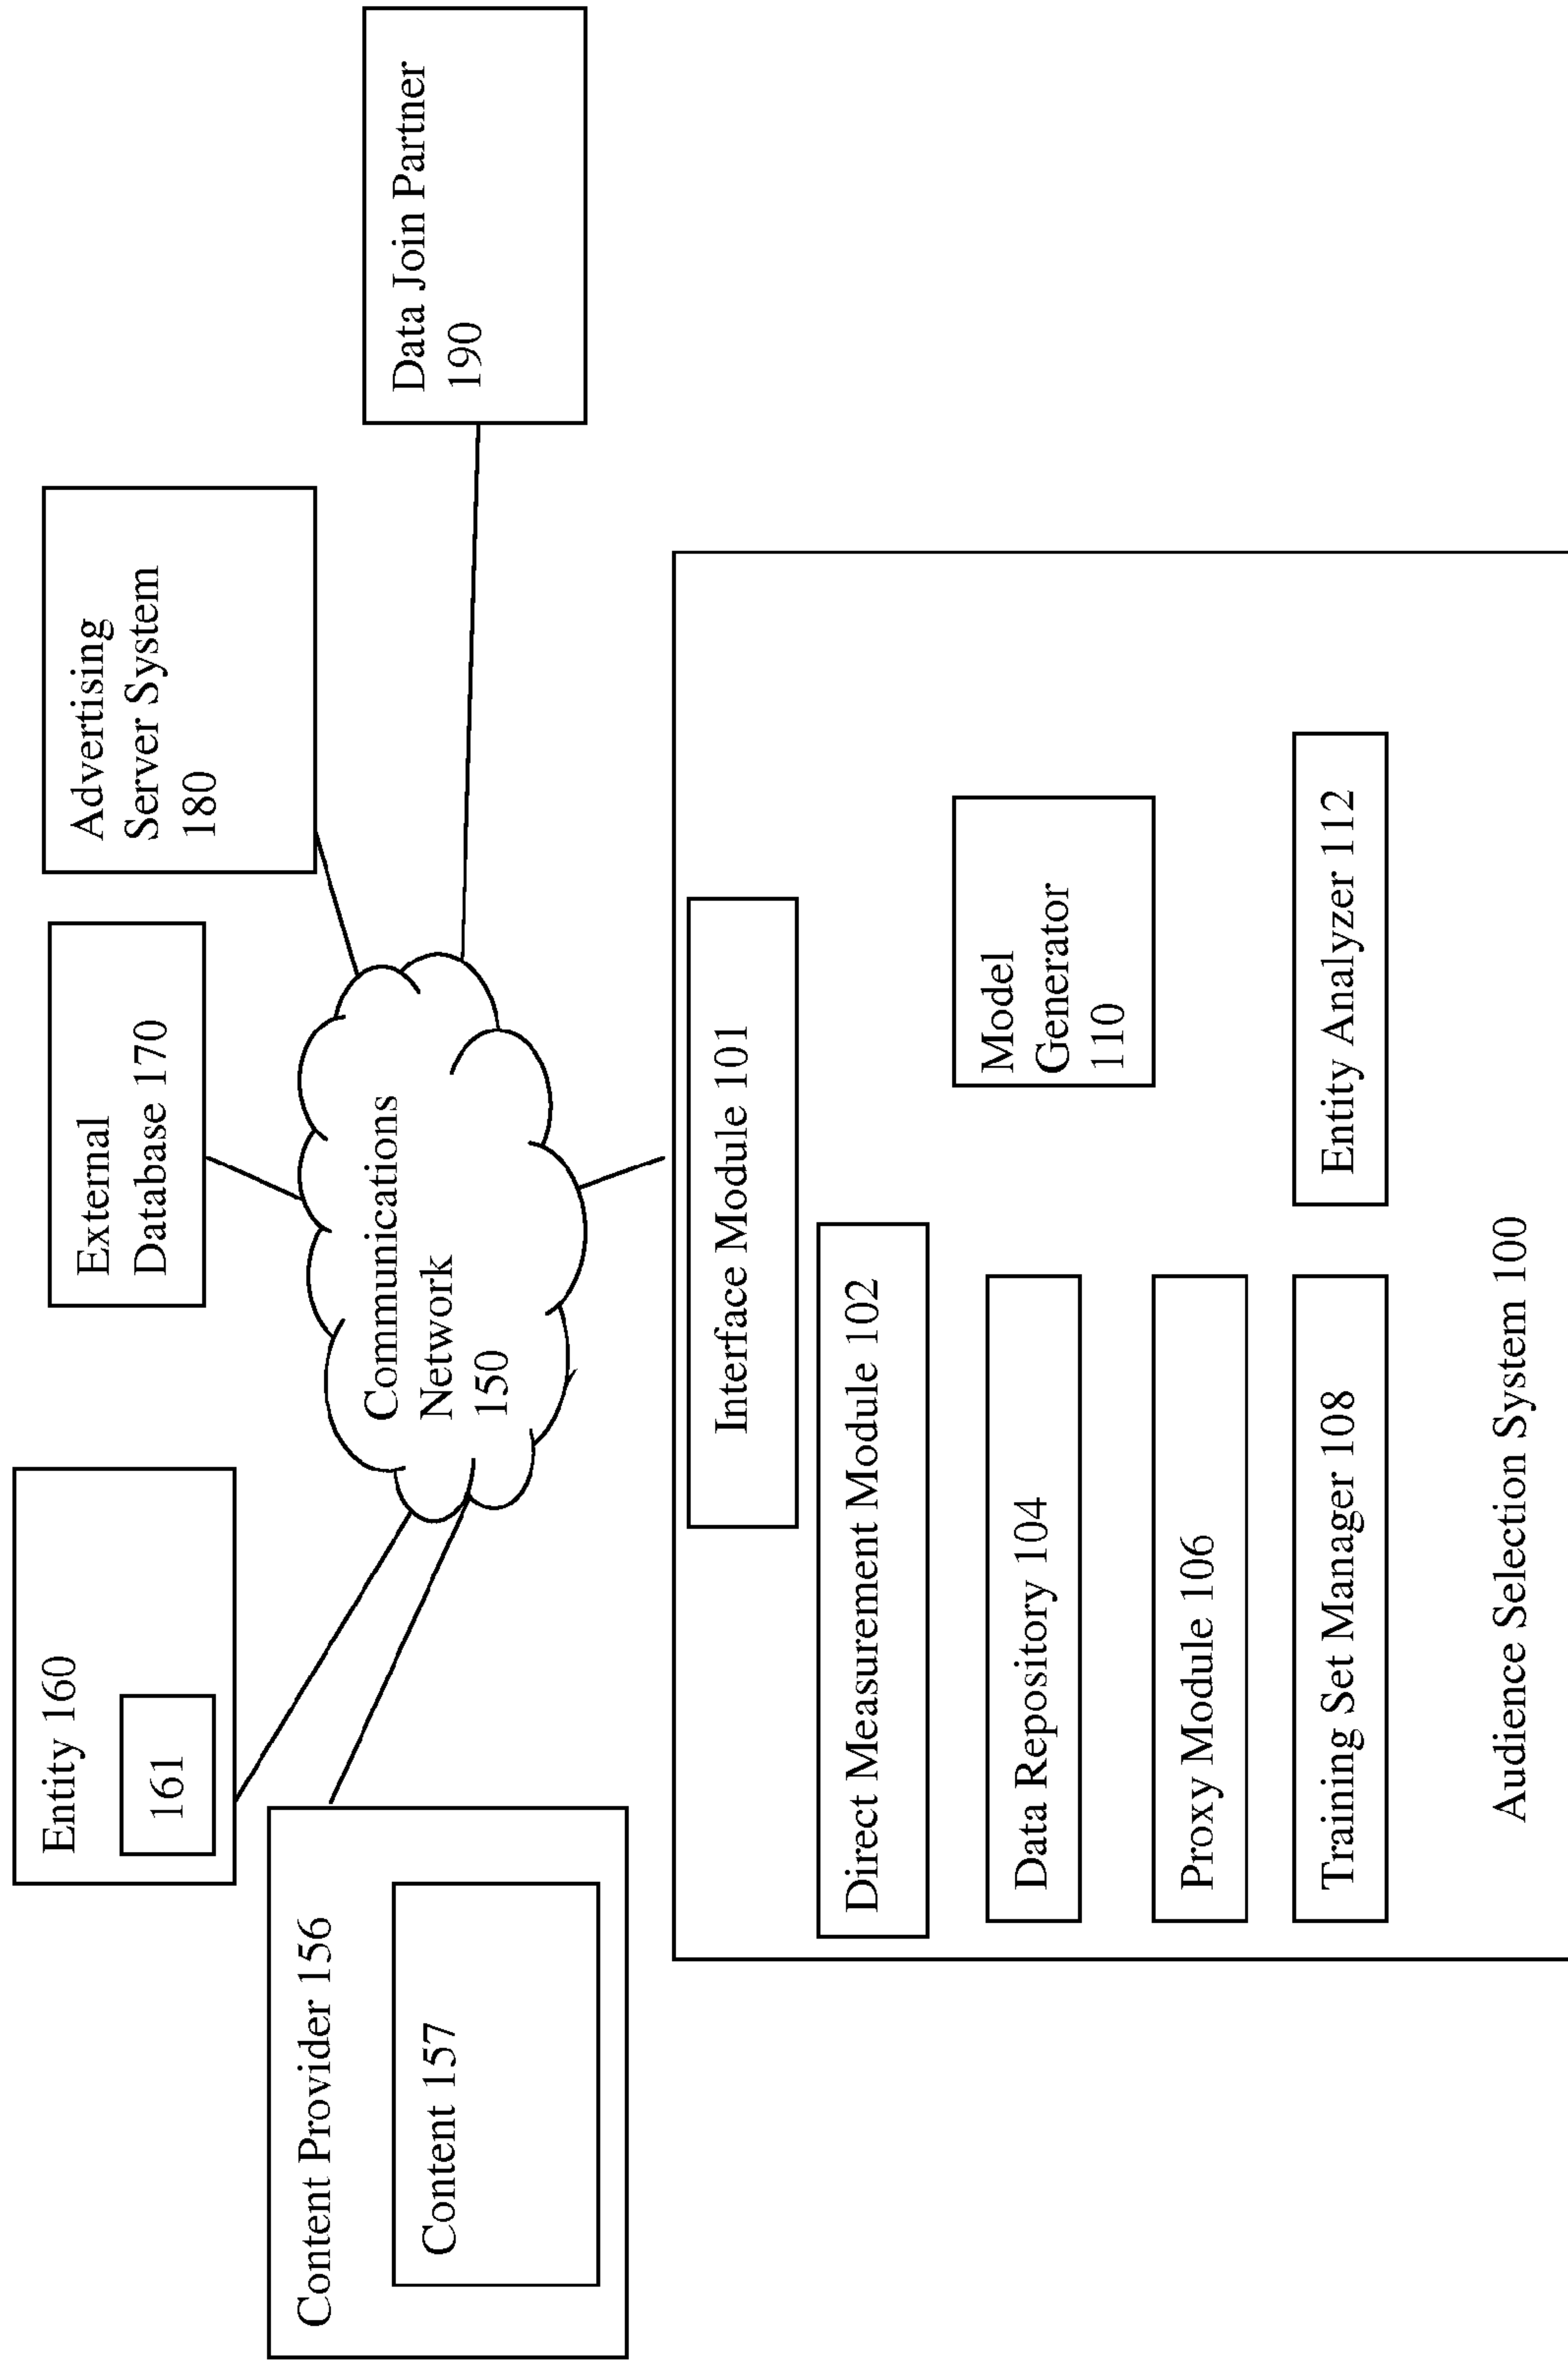 Entity 160
161
External
Database 170
Advertising
Server System
180
Content Provider 156
Content 157
Communications
Network
150
Data Join Partner
190
Interface Module 101
Direct Measurement Module 102
Data Repository 104
Model
Generator
110
Proxy Module 106
Training Set Manager 108
Entity Analyzer 112
Audience Selection System 100